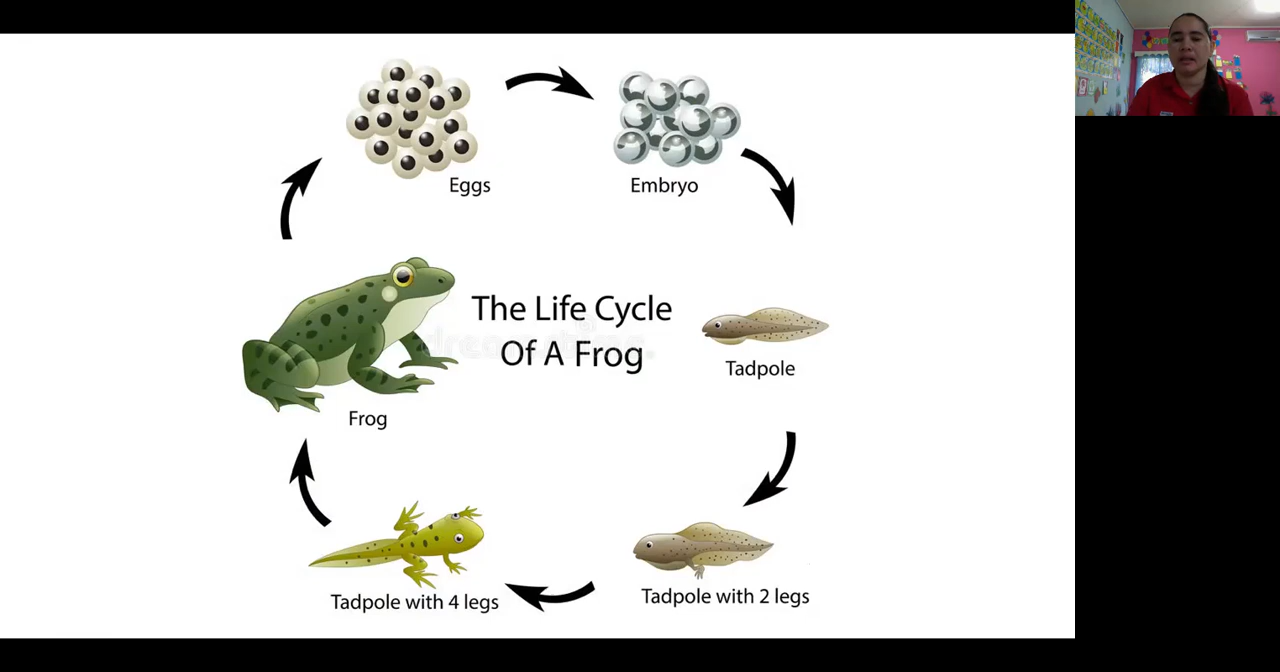 Eggs
Embryo
The Life Cycle
Of A Frog
Tadpole
Frog
Tadpole with 2 legs
Tadpole with 4 legs